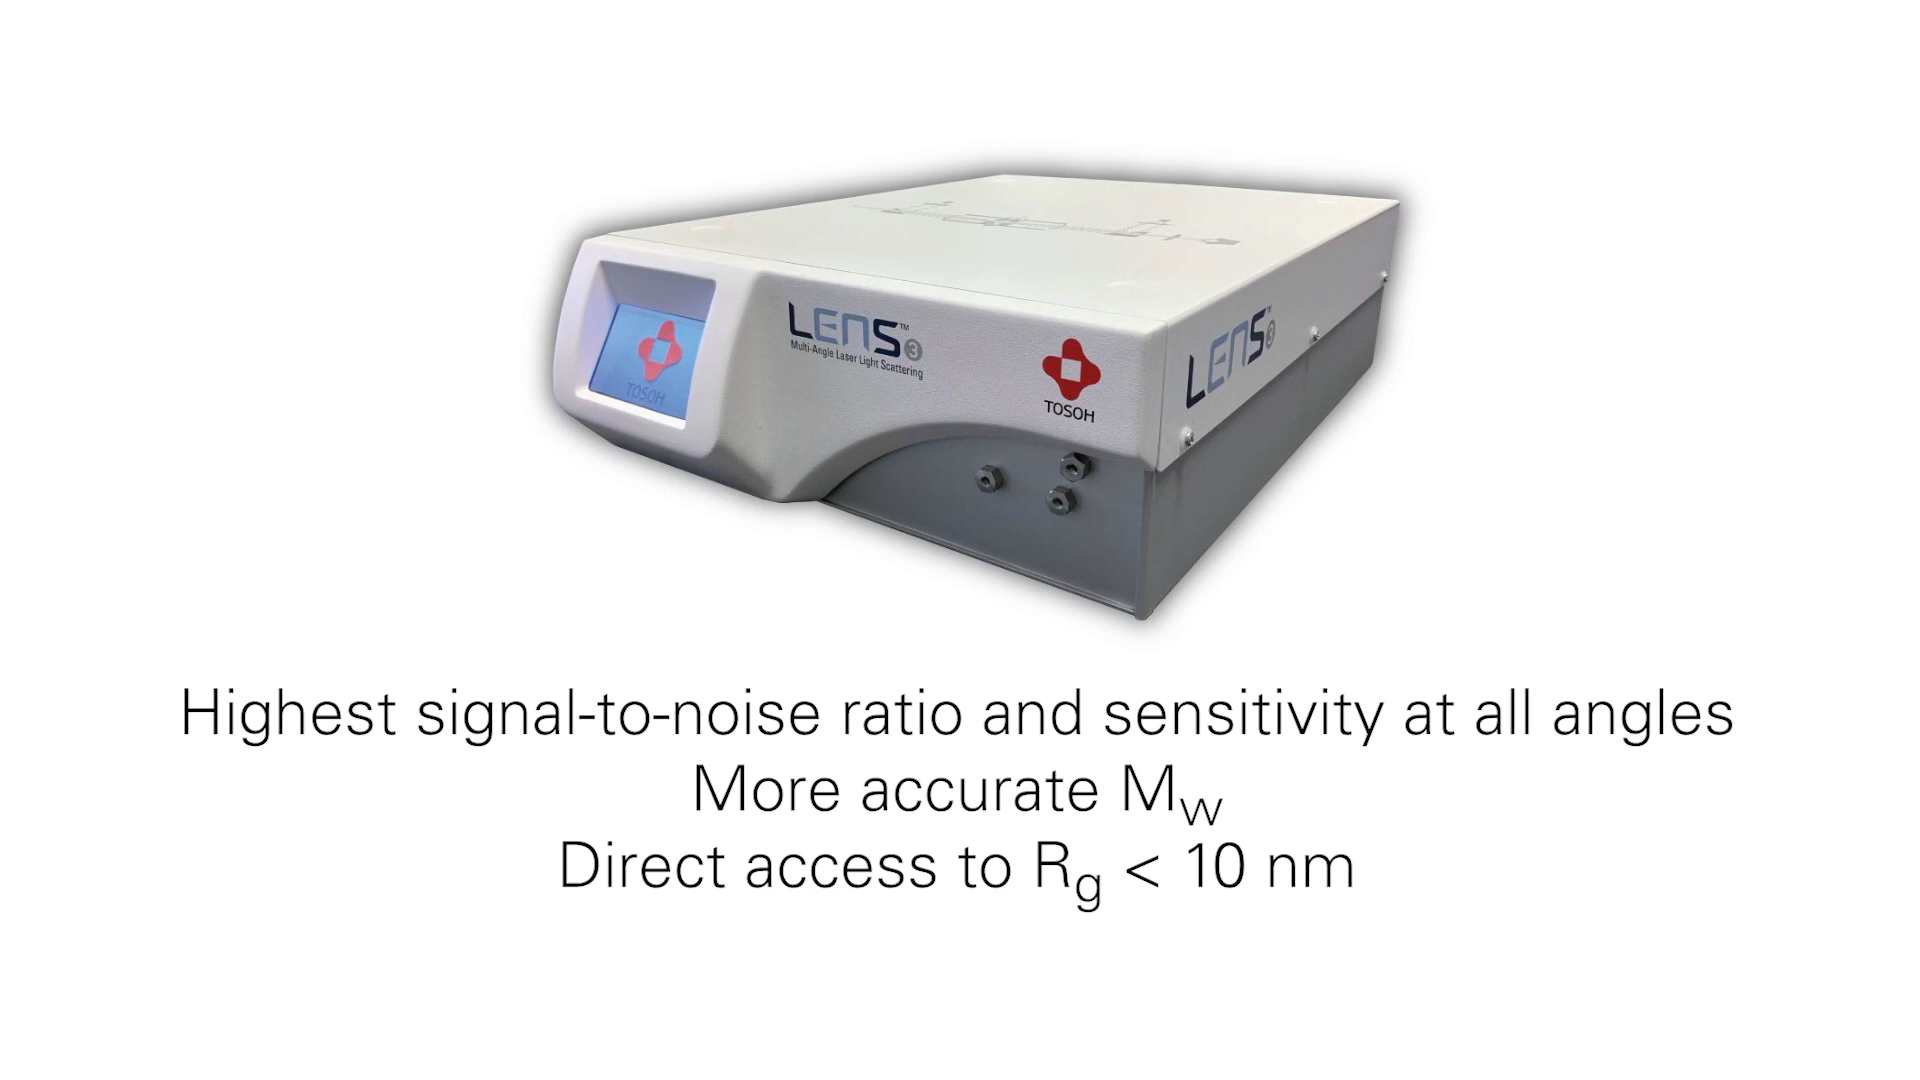 LENS™3
Multi-Angle Laser Light Scattering
TOSOH
TOSOH
LENS™3
Highest signal-to-noise ratio and sensitivity at all angles
More accurate Mw
Direct access to Rg < 10 nm